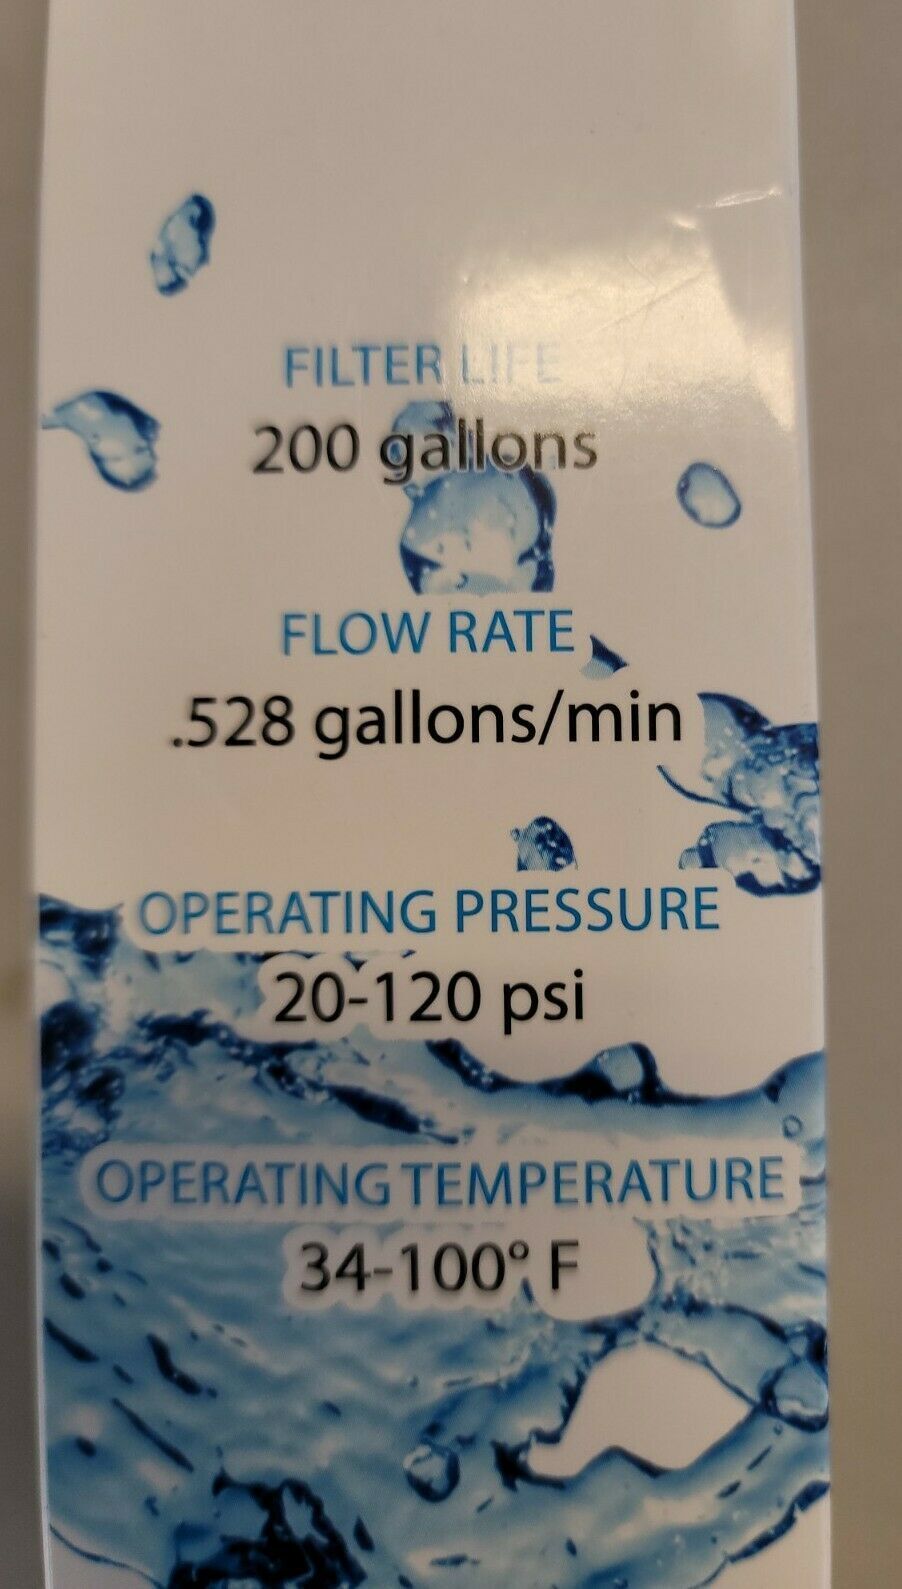 FILTER LIFE
200 gallons
FLOW RATE
.528 gallons/min
OPERATING PRESSURE
20-120 psi
OPERATING TEMPERATURE
34-100° F